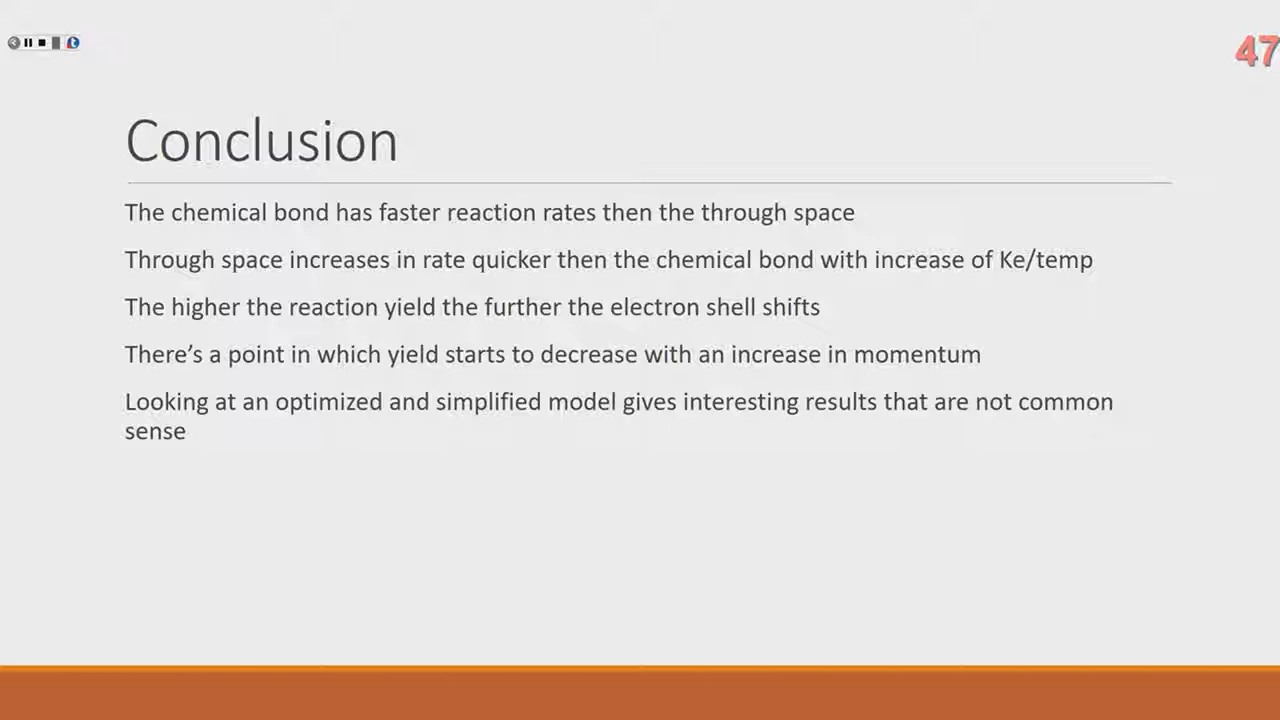 47
Conclusion
The chemical bond has faster reaction rates then the through space
Through space increases in rate quicker then the chemical bond with increase of Ke/temp
The higher the reaction yield the further the electron shell shifts
There’s a point in which yield starts to decrease with an increase in momentum
Looking at an optimized and simplified model gives interesting results that are not common
sense